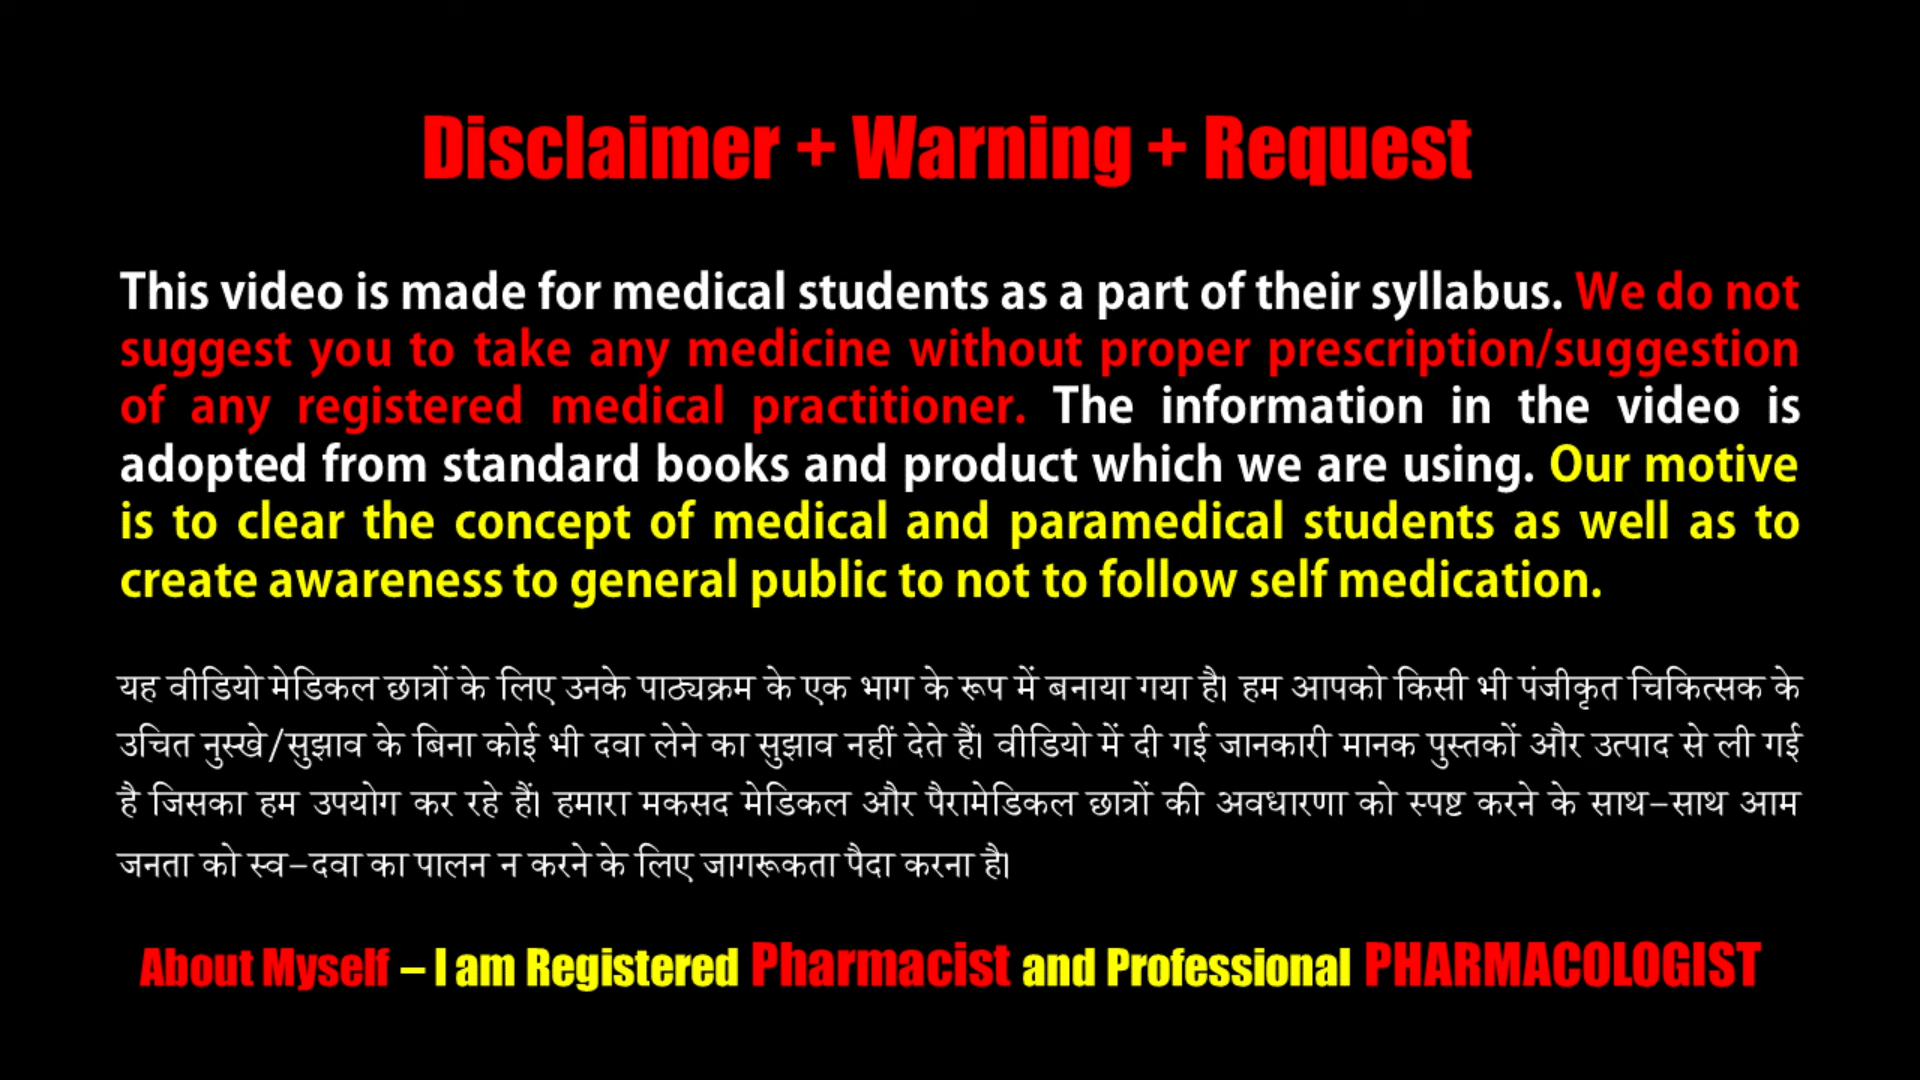 Disclaimer + Warning + Request
This video is made for medical students as a part of their syllabus. We do not
suggest you to take any medicine without proper prescription/suggestion
of any registered medical practitioner. The information in the video is
adopted from standard books and product which we are using. Our motive
is to clear the concept of medical and paramedical students as well as to
create awareness to general public to not to follow self medication.
यह वीडियो मेडिकल छात्रों के लिए उनके पाठ्यक्रम के एक भाग के रूप में बनाया गया है। हम आपको किसी भी पंजीकृत चिकित्सक के
उचित नुस्खे/सुझाव के बिना कोई भी दवा लेने का सुझाव नहीं देते हैं। वीडियो में दी गई जानकारी मानक पुस्तकों और उत्पाद से ली गई
है जिसका हम उपयोग कर रहे हैं। हमारा मकसद मेडिकल और पैरामेडिकल छात्रों की अवधारणा को स्पष्ट करने के साथ-साथ आम
जनता को स्व-दवा का पालन न करने के लिए जागरूकता पैदा करना है।
About Myself – I am Registered Pharmacist and Professional PHARMACOLOGIST